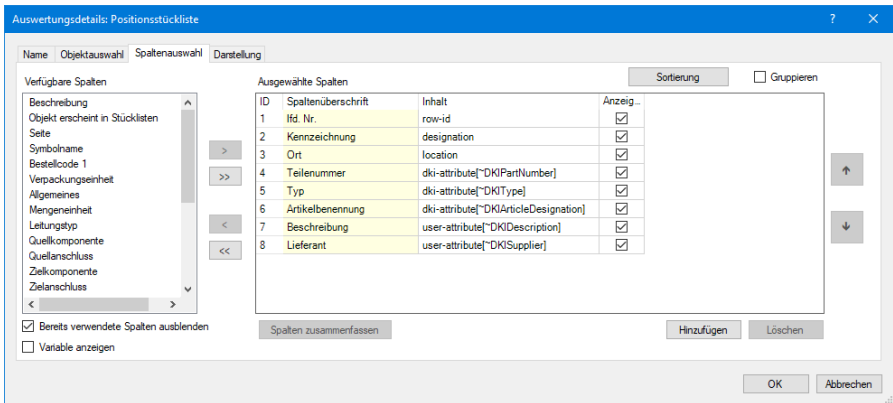 Auswertungsdetails: Positionsstückliste
? ×
Name Objektauswahl Spaltenauswahl Darstellung
Verfügbare Spalten
Beschreibung
Objekt erscheint in Stücklisten
Seite
Symbolname
Bestellcode 1
Verpackungseinheit
Allgemeines
Mengeneinheit
Leitungstyp
Quellkomponente
Quellanschluss
Zielkomponente
Zielanschluss
>
>>
<
<<
Ausgewählte Spalten
Sortierung
Gruppieren
ID Spaltenüberschrift Inhalt Anzeig...
1 lfd. Nr. row-id
2 Kennzeichnung designation
3 Ort location
4 Teilenummer dki-attribute[~DKIPartNumber]
5 Typ dki-attribute[~DKIType]
6 Artikelbenennung dki-attribute[~DKIArticleDesignation]
7 Beschreibung user-attribute[~DKIDescription]
8 Lieferant user-attribute[~DKISupplier]
Bereits verwendete Spalten ausblenden
Variable anzeigen
Spalten zusammenfassen
Hinzufügen
Löschen
OK
Abbrechen